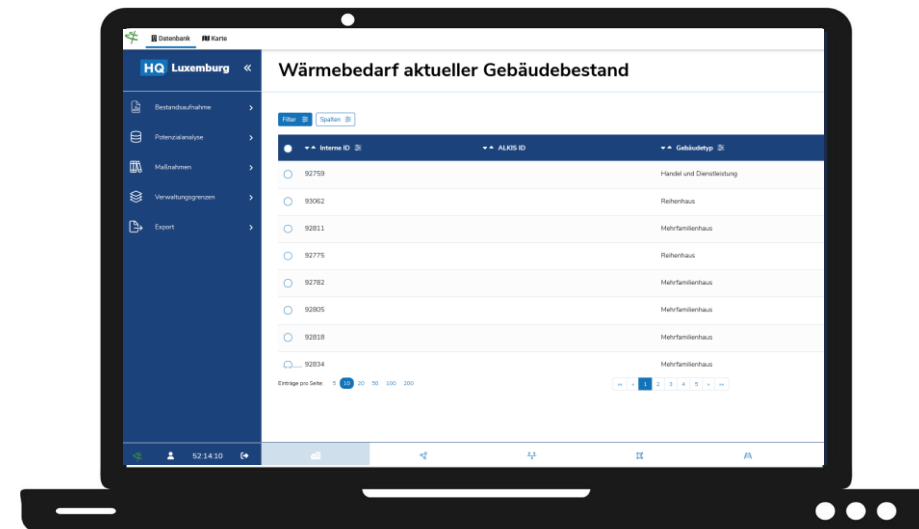 Datenbank Karte
HQ Luxemburg «
Wärmebedarf aktueller Gebäudebestand
Bestandsaufnahme
Potenzialanalyse
Maßnahmen
Verwaltungsgrenzen
Export
Filter Spalten
Interne ID ALKIS ID Gebäudetyp
92759 Handel und Dienstleistung
93062 Reihenhaus
92811 Mehrfamilienhaus
92775 Reihenhaus
92782 Mehrfamilienhaus
92805 Mehrfamilienhaus
92818 Mehrfamilienhaus
92834 Mehrfamilienhaus
Einträge pro Seite: 5 10 20 50 100 200 «« « 1 2 3 4 5 » »»
52:14:10